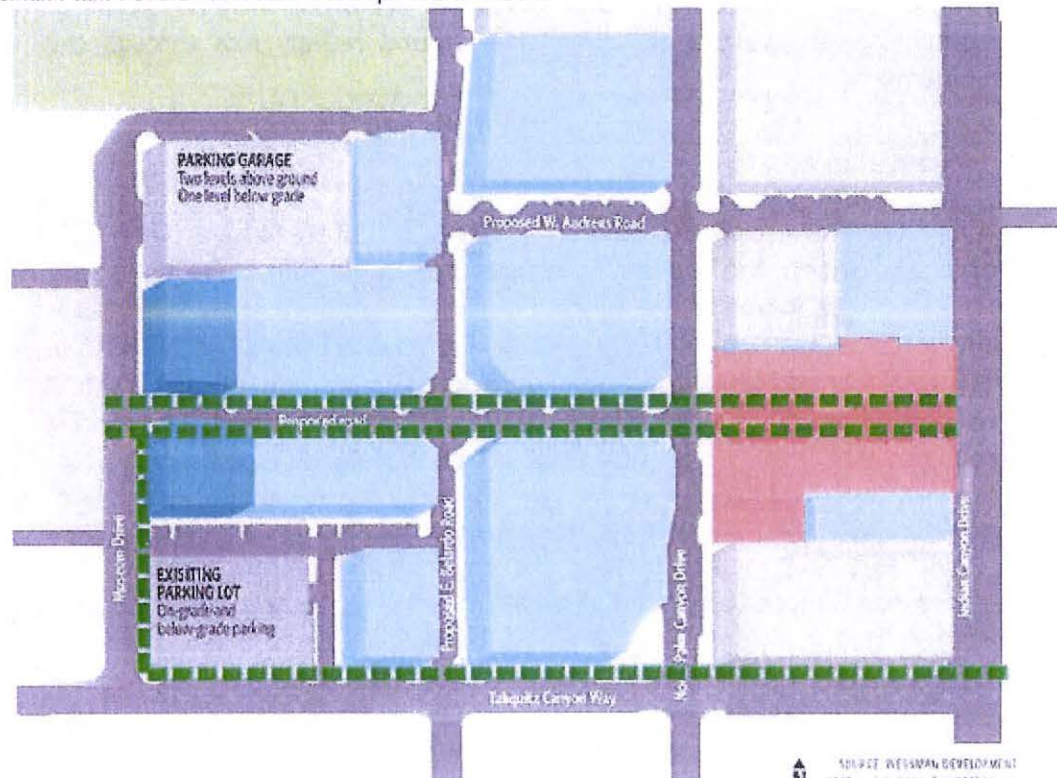 PARKING GARAGE
Two levels above ground
One level below grade
Proposed W. Andreas Road
Proposed road
Museum Drive
Proposed E. Belardo Road
Palm Canyon Drive
Indian Canyon Drive
EXISITING
PARKING LOT
On-grade and
below-grade parking
Tahquitz Canyon Way
SOURCE: WESSMAN DEVELOPMENT